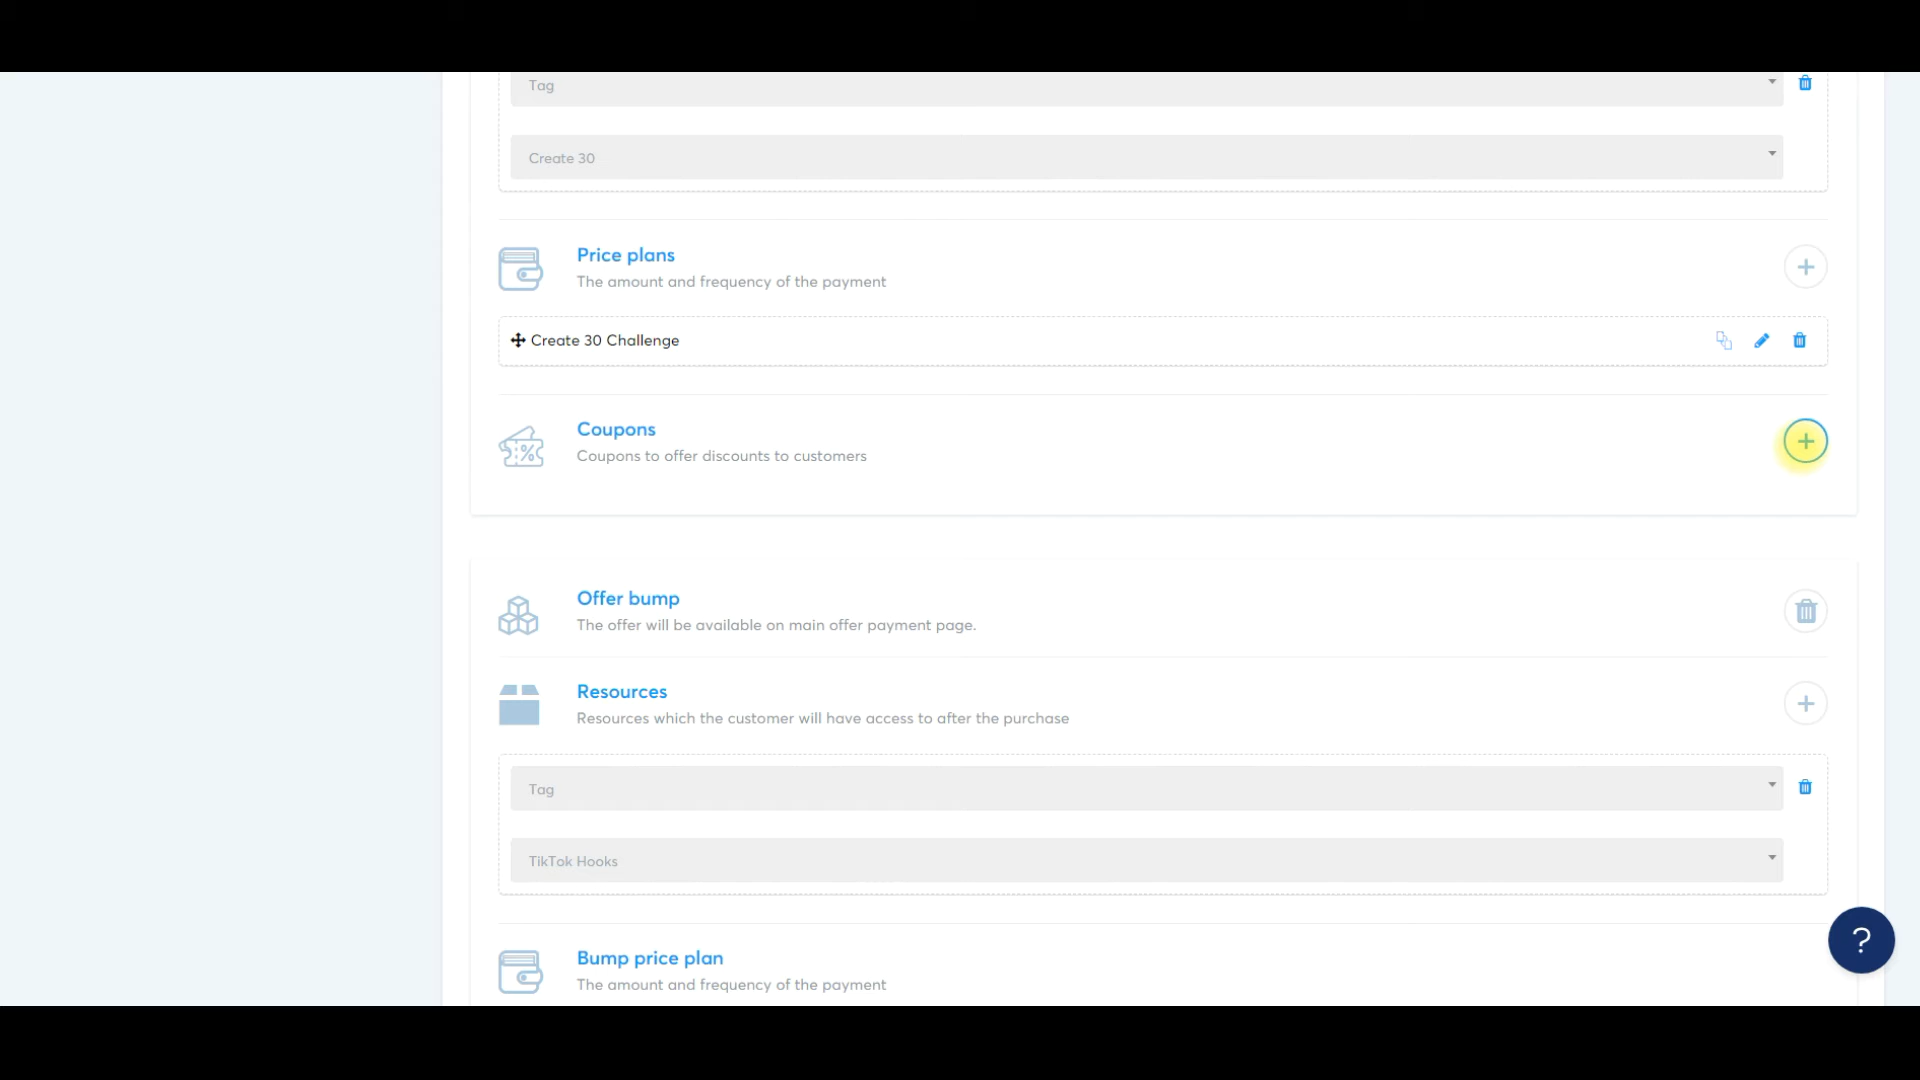 Tag
Create 30
Price plans
The amount and frequency of the payment
Create 30 Challenge
Coupons
Coupons to offer discounts to customers
Offer bump
The offer will be available on main offer payment page.
Resources
Resources which the customer will have access to after the purchase
Tag
TikTok Hooks
Bump price plan
The amount and frequency of the payment
?